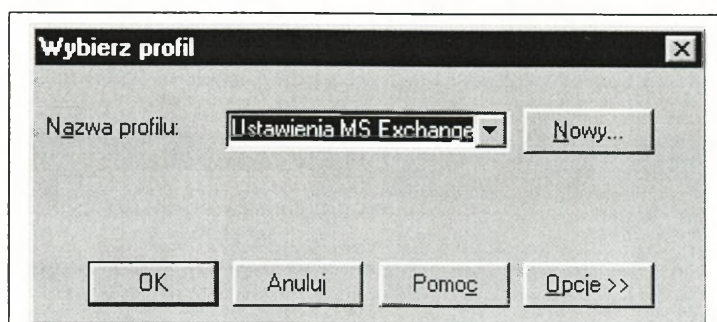 Wybierz profil
Nazwa profilu: Ustawienia MS Exchange Nowy...
OK Anuluj Pomoc Opcje >>